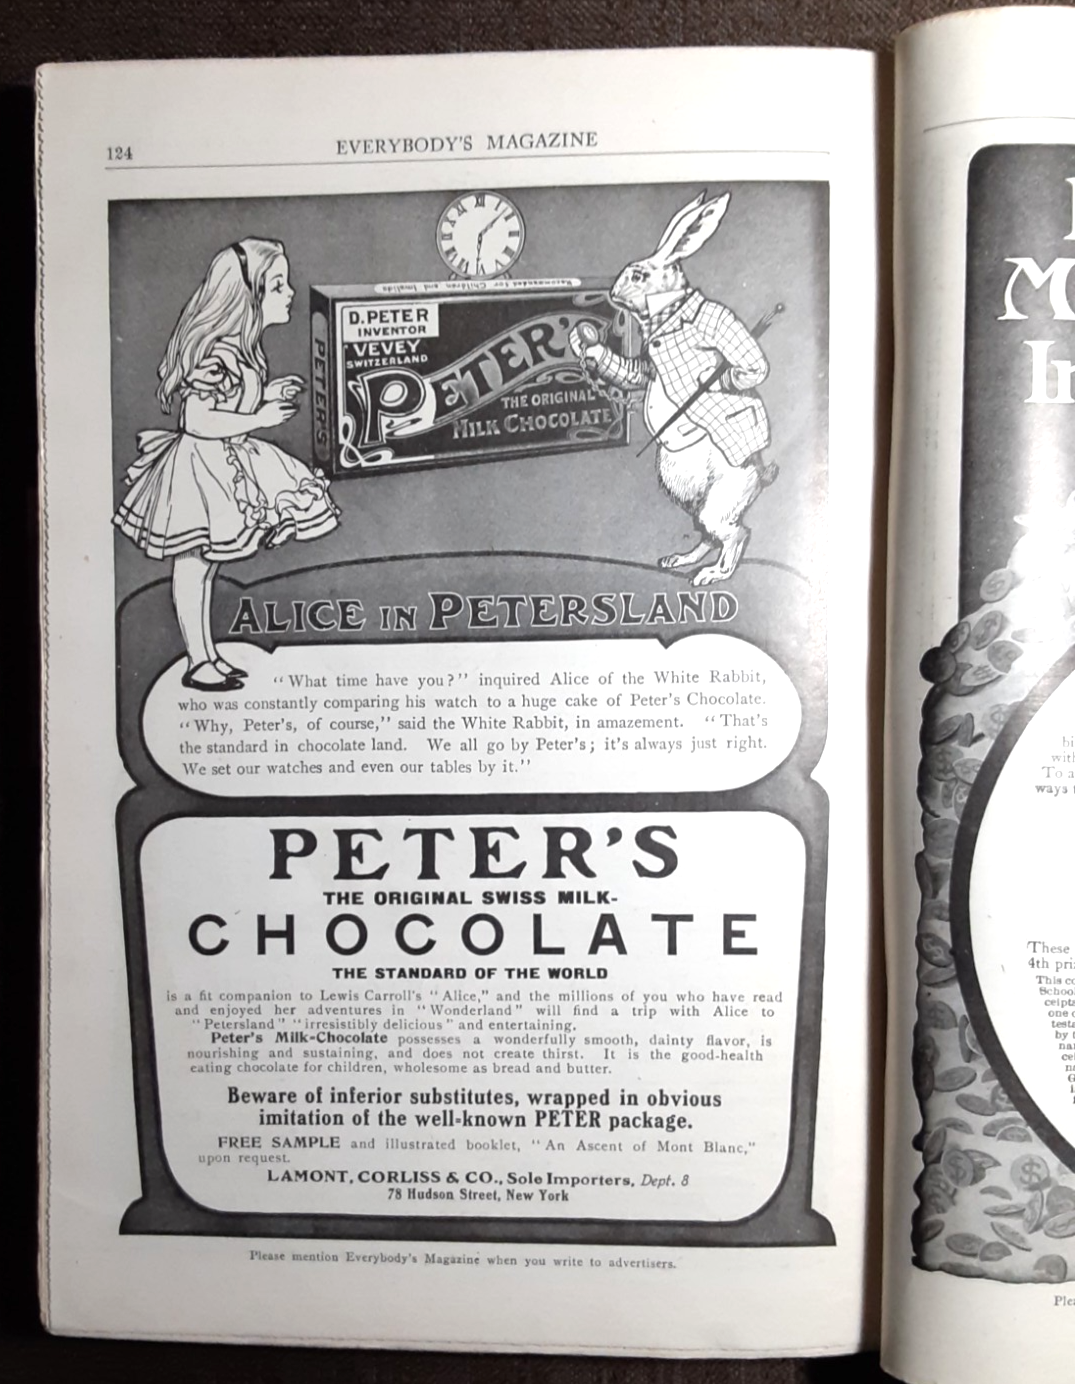 124
EVERYBODY'S MAGAZINE
Recommended for Children and Invalids
PETER'S
D. PETER
INVENTOR
VEVEY
SWITZERLAND
PETER'S
THE ORIGINAL
MILK CHOCOLATE
ALICE IN PETERSLAND
"What time have you?" inquired Alice of the White Rabbit,
who was constantly comparing his watch to a huge cake of Peter's Chocolate.
"Why, Peter's, of course," said the White Rabbit, in amazement. "That's
the standard in chocolate land. We all go by Peter's; it's always just right.
We set our watches and even our tables by it."
PETER'S
THE ORIGINAL SWISS MILK-
CHOCOLATE
THE STANDARD OF THE WORLD
is a fit companion to Lewis Carroll's "Alice," and the millions of you who have read
and enjoyed her adventures in "Wonderland" will find a trip with Alice to
"Petersland" "irresistibly delicious" and entertaining.
Peter's Milk-Chocolate possesses a wonderfully smooth, dainty flavor, is
nourishing and sustaining, and does not create thirst. It is the good-health
eating chocolate for children, wholesome as bread and butter.
Beware of inferior substitutes, wrapped in obvious
imitation of the well-known PETER package.
FREE SAMPLE and illustrated booklet, "An Ascent of Mont Blanc,"
upon request.
LAMONT, CORLISS & CO., Sole Importers, Dept. 8
78 Hudson Street, New York
Please mention Everybody's Magazine when you write to advertisers.
To a
These
4th
This
one